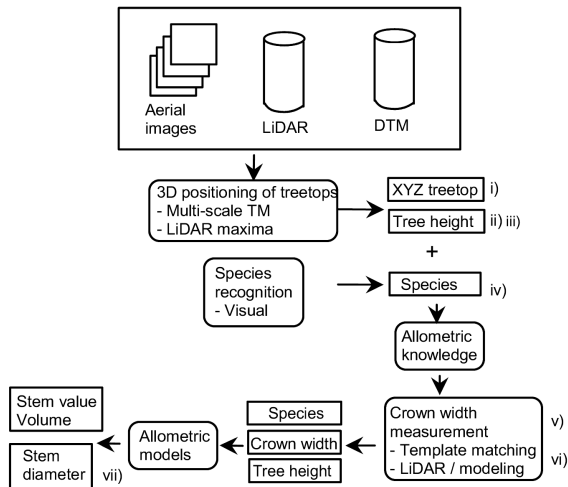 Aerial
images
LiDAR
DTM
3D positioning of treetops
- Multi-scale TM
- LiDAR maxima
XYZ treetop i)
Tree height ii) iii)
+
Species
recognition
- Visual
Species iv)
Allometric
knowledge
Crown width
measurement v)
- Template matching
- LiDAR / modeling vi)
Species
Crown width
Tree height
Allometric
models
Stem value
Volume
Stem
diameter vii)